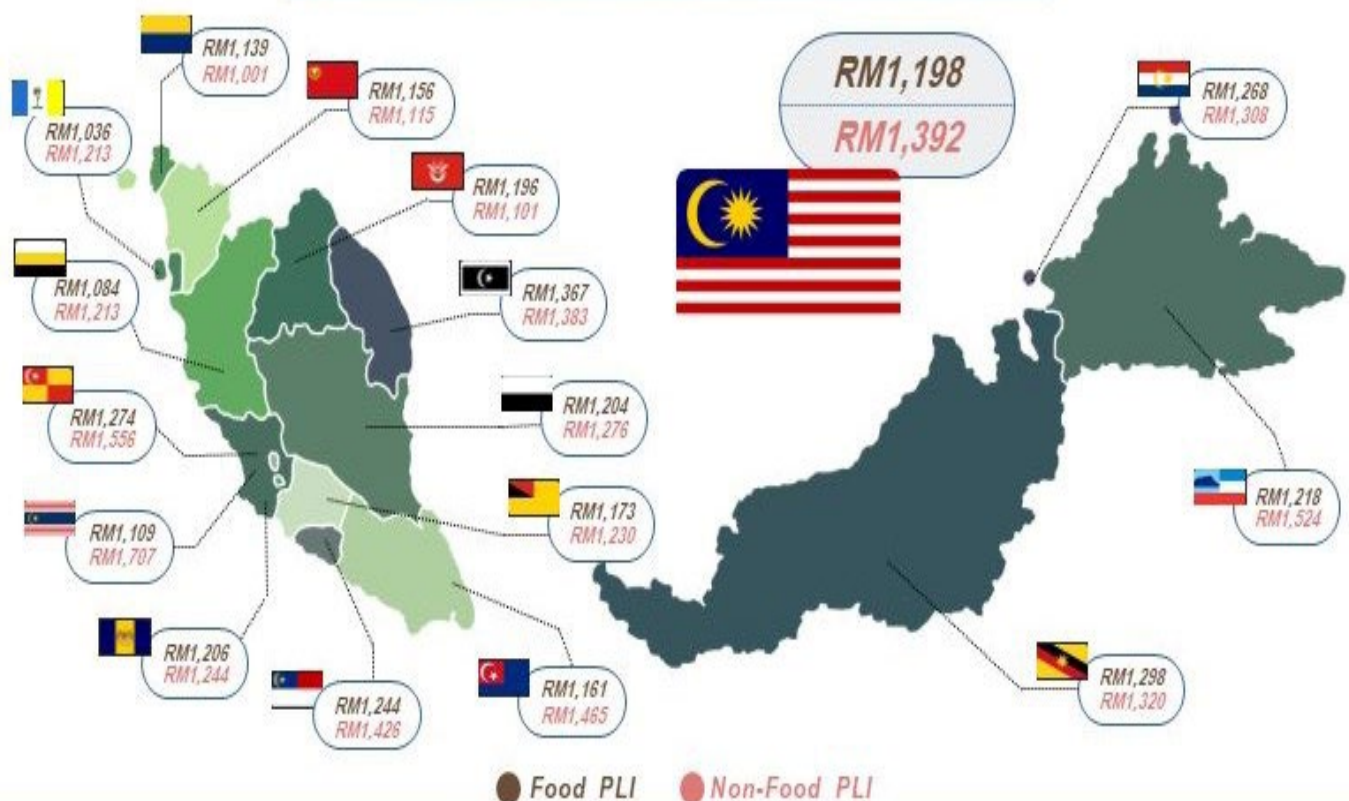 RM1,139
RM1,001
RM1,156
RM1,115
RM1,198
RM1,392
RM1,268
RM1,308
RM1,036
RM1,213
RM1,196
RM1,101
RM1,084
RM1,213
RM1,367
RM1,383
RM1,274
RM1,556
RM1,204
RM1,276
RM1,109
RM1,707
RM1,173
RM1,230
RM1,218
RM1,524
RM1,206
RM1,244
RM1,244
RM1,426
RM1,161
RM1,465
RM1,298
RM1,320
Food PLI
Non-Food PLI